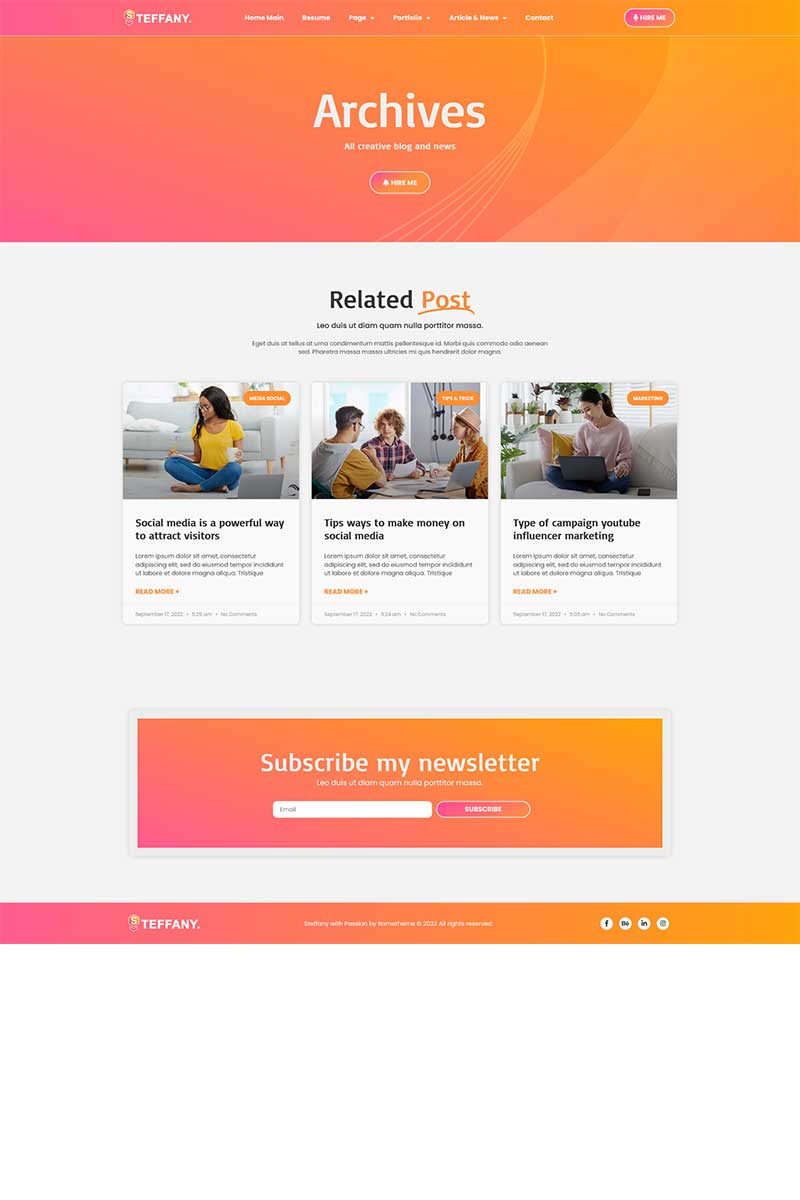 STEFFANY.
Home Main
Resume
Page
Portfolio
Article & News
Contact
HIRE ME
Archives
All creative blog and news
HIRE ME
Related Post
Leo duis ut diam quam nulla porttitor massa.
Eget duis at tellus at urna condimentum mattis pellentesque id. Morbi quis commodo odio aenean
sed. Pharetra massa massa ultricies mi quis hendrerit dolor magna.
MEDIA SOCIAL
Social media is a powerful way
to attract visitors
Lorem ipsum dolor sit amet, consectetur
adipiscing elit, sed do eiusmod tempor incididunt
ut labore et dolore magna aliqua. Tristique
READ MORE +
September 17, 2022 • 5:25 am • No Comments
TIPS & TRICK
Tips ways to make money on
social media
Lorem ipsum dolor sit amet, consectetur
adipiscing elit, sed do eiusmod tempor incididunt
ut labore et dolore magna aliqua. Tristique
READ MORE +
September 17, 2022 • 5:24 am • No Comments
MARKETING
Type of campaign youtube
influencer marketing
Lorem ipsum dolor sit amet, consectetur
adipiscing elit, sed do eiusmod tempor incididunt
ut labore et dolore magna aliqua. Tristique
READ MORE +
September 17, 2022 • 5:03 am • No Comments
Subscribe my newsletter
Leo duis ut diam quam nulla porttitor massa.
Email
SUBSCRIBE
STEFFANY.
Steffany with Passion by Rometheme © 2022 All rights reserved